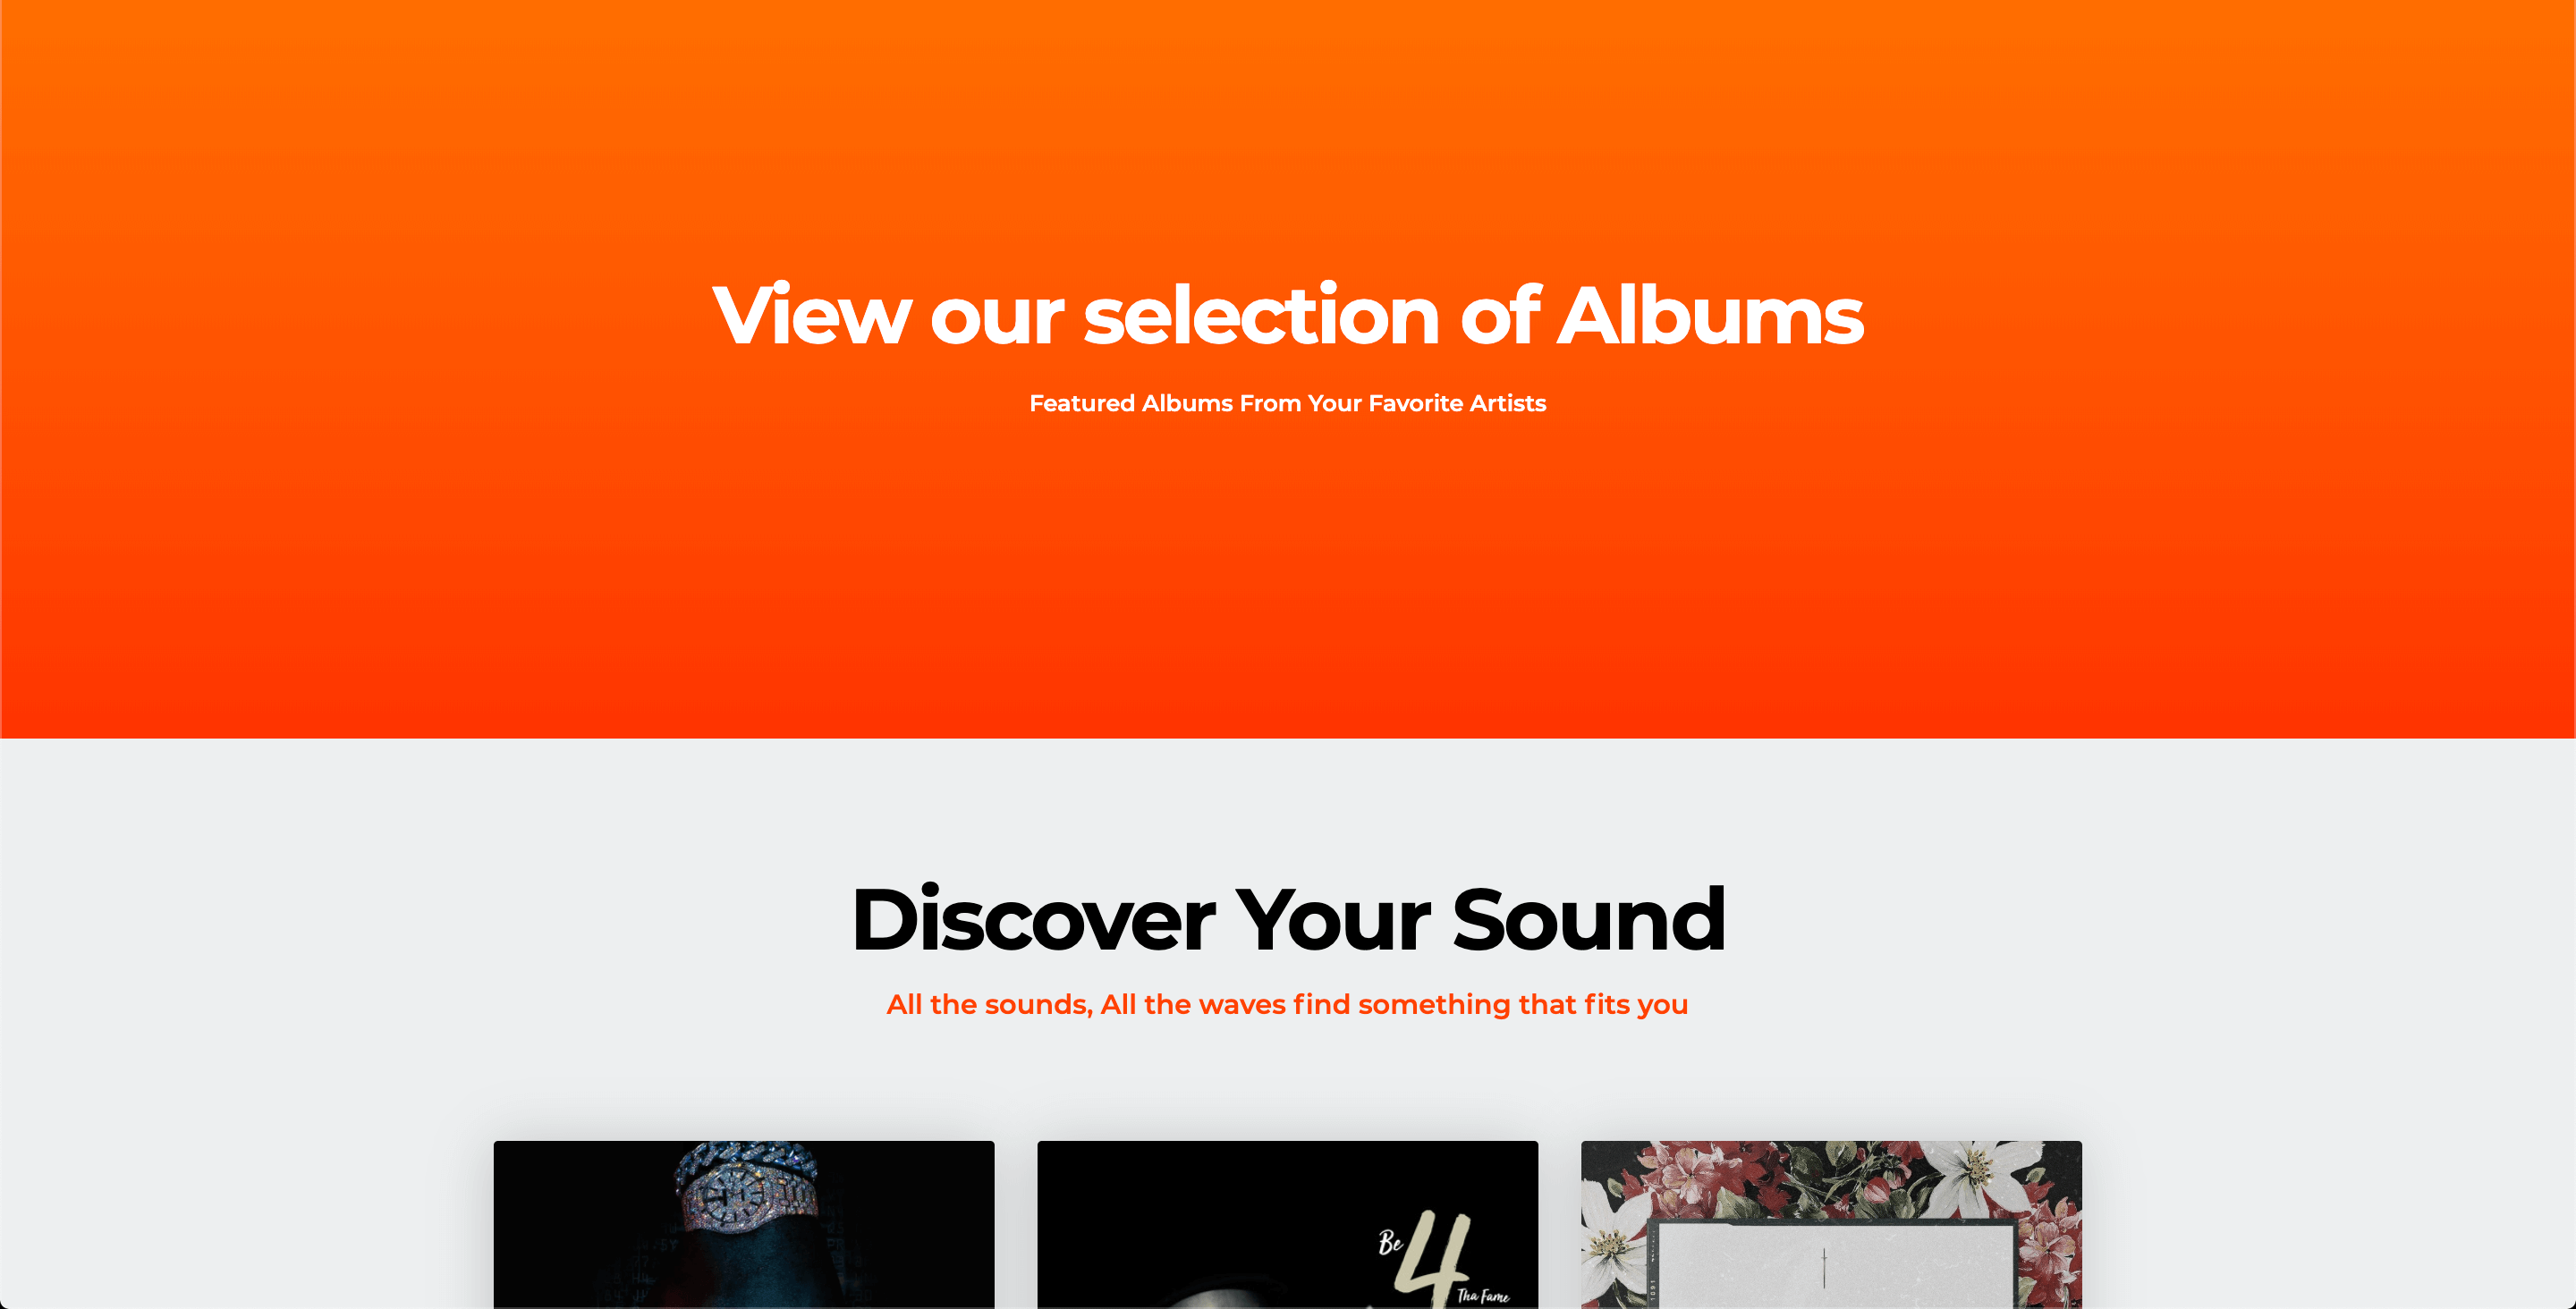 View our selection of Albums
Featured Albums From Your Favorite Artists
Discover Your Sound
All the sounds, All the waves find something that fits you
Be
4
Tha Fame